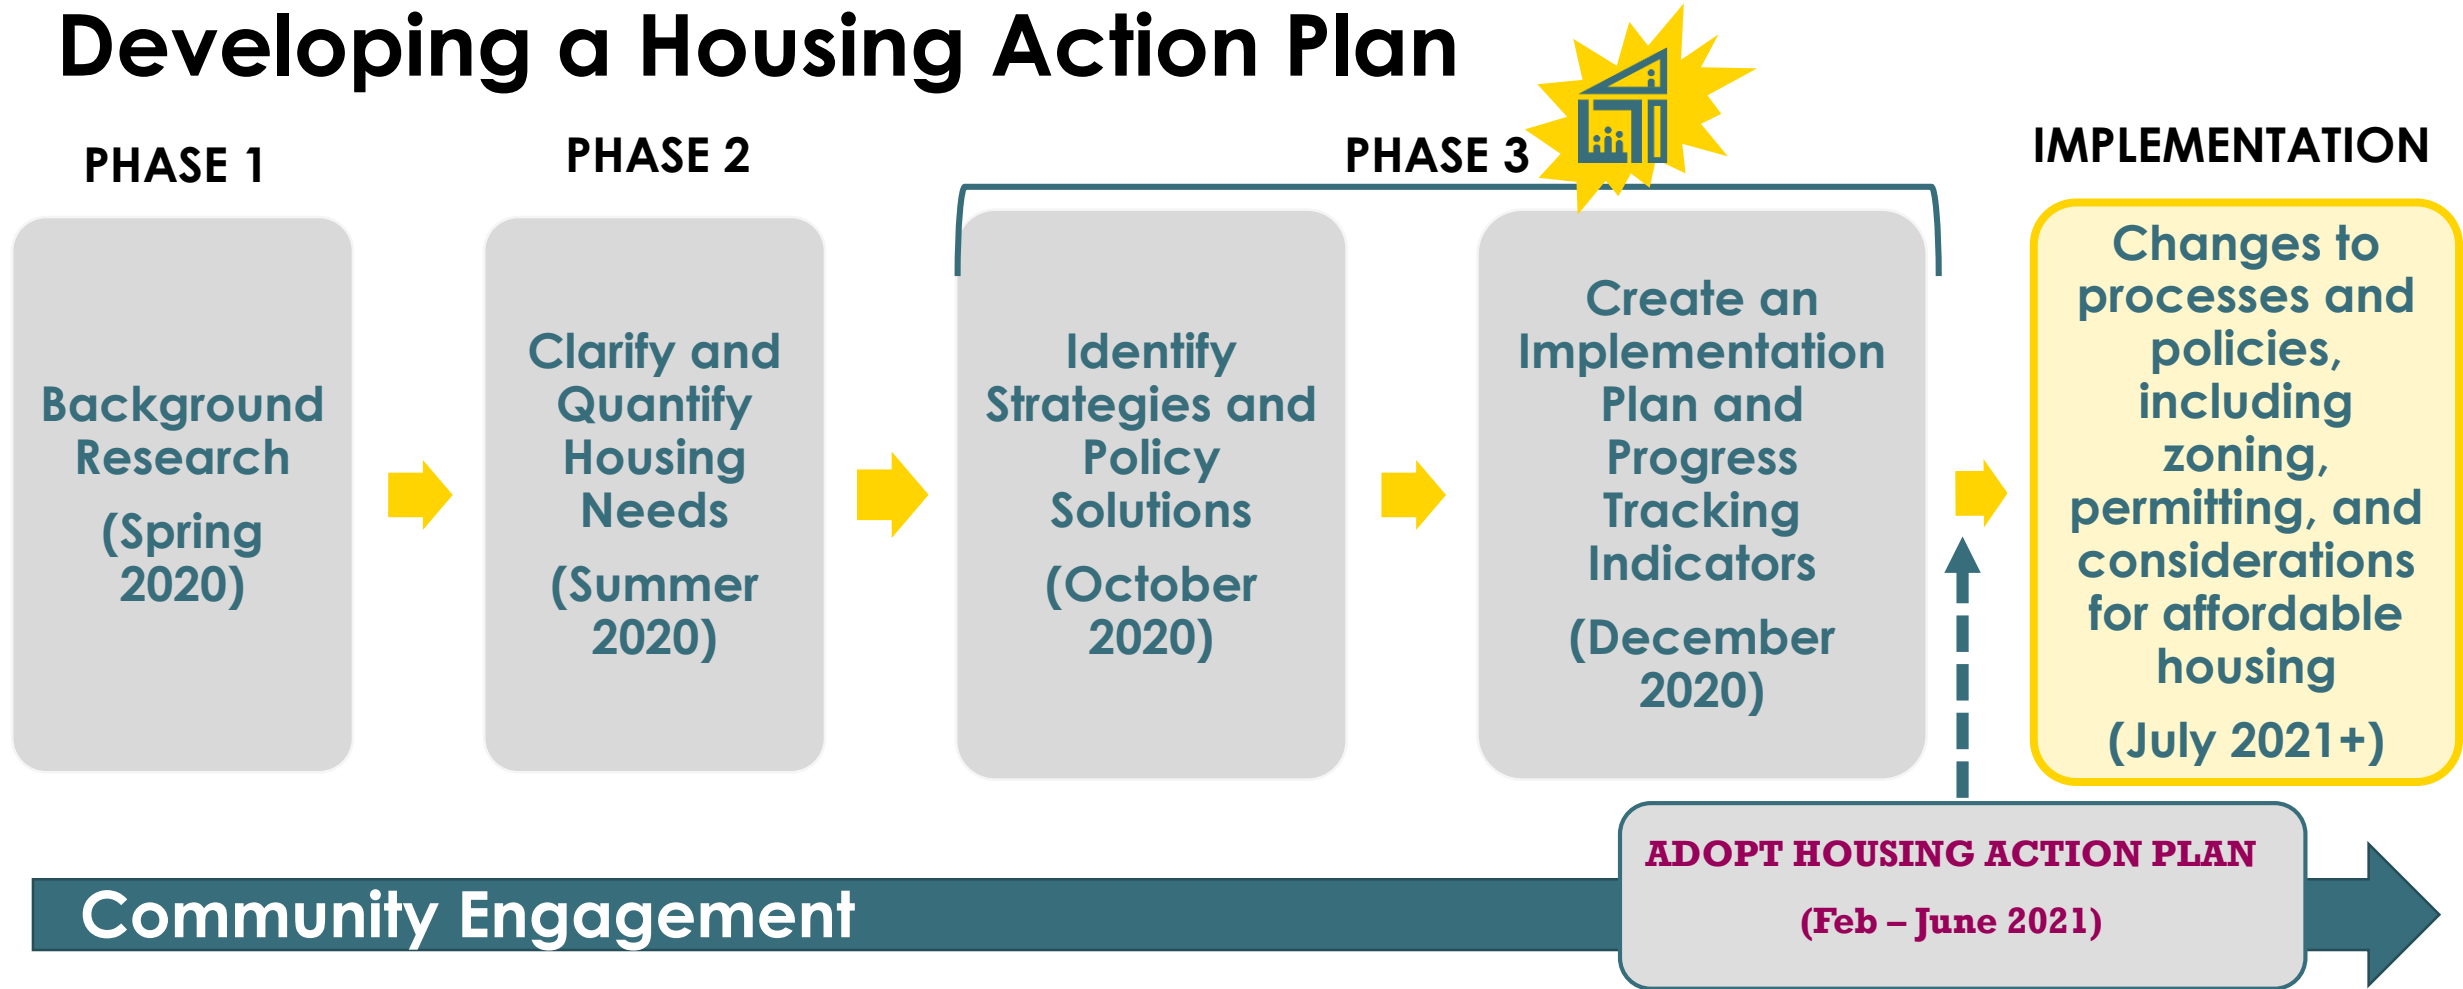 Developing a Housing Action Plan
PHASE 1
Background
Research
(Spring
2020)
PHASE 2
Clarify and
Quantify
Housing
Needs
(Summer
2020)
PHASE 3
Identify
Strategies and
Policy
Solutions
(October
2020)
Create an
Implementation
Plan and
Progress
Tracking
Indicators
(December
2020)
IMPLEMENTATION
Changes to
processes and
policies,
including
zoning,
permitting, and
considerations
for affordable
housing
(July 2021+)
ADOPT HOUSING ACTION PLAN
(Feb – June 2021)
Community Engagement